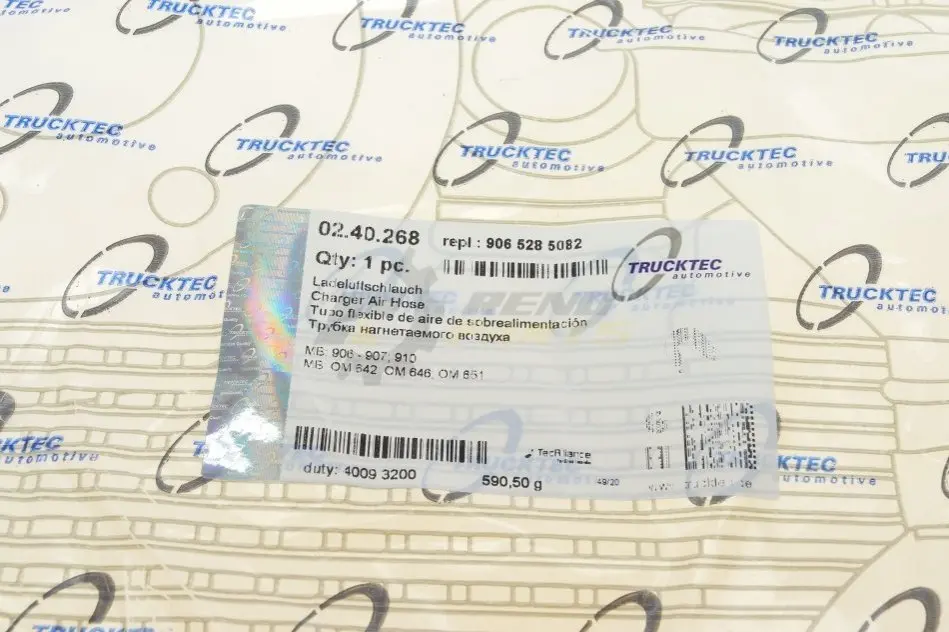 TRUCKTEC
automotive
02.40.268
repl : 906 528 5082
Qty: 1 pc.
TRUCKTEC
automotive
Ladeluftschlauch
Charger Air Hose
Tubo flexible de aire de sobrealimentación
Трубка нагнетаемого воздуха
MB: 906 - 907, 910
MB: OM 642, OM 646, OM 651
TecAlliance
duty: 4009 3200
590,50 g
49/20